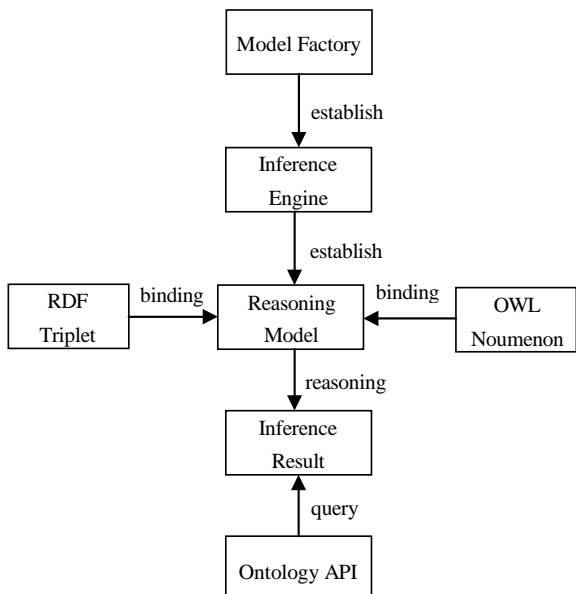 Model Factory
establish
Inference
Engine
establish
RDF
Triplet
binding
Reasoning
Model
binding
OWL
Noumenon
reasoning
Inference
Result
query
Ontology API